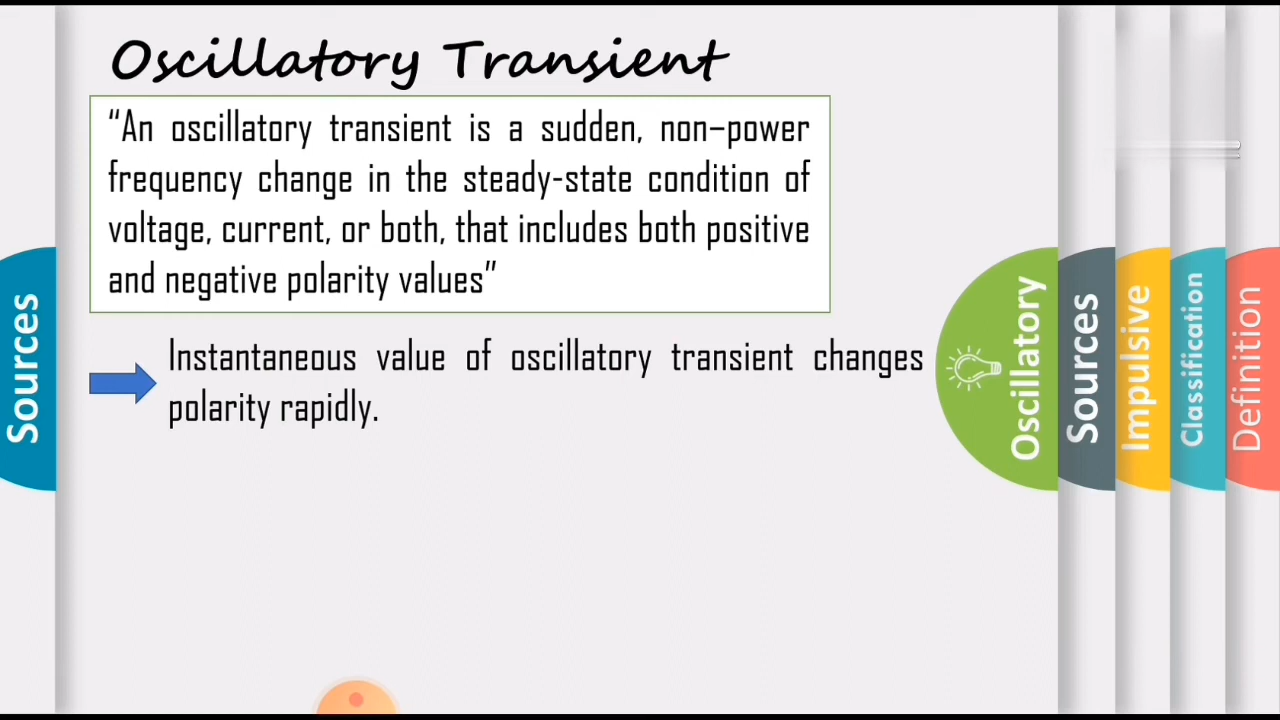 Oscillatory Transient
“An oscillatory transient is a sudden, non–power
frequency change in the steady-state condition of
voltage, current, or both, that includes both positive
and negative polarity values”
Instantaneous value of oscillatory transient changes
polarity rapidly.
Sources
Oscillatory
Sources
Impulsive
Classification
Definition